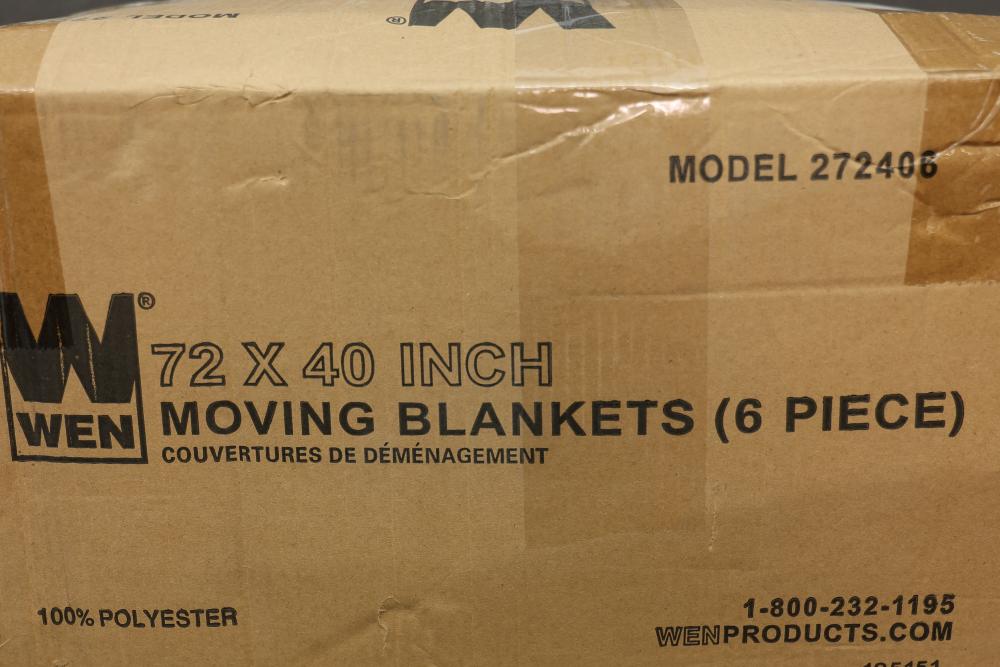 ®
MODEL 272406
®
WEN
72 X 40 INCH
MOVING BLANKETS (6 PIECE)
COUVERTURES DE DÉMÉNAGEMENT
100% POLYESTER
1-800-232-1195
WENPRODUCTS.COM